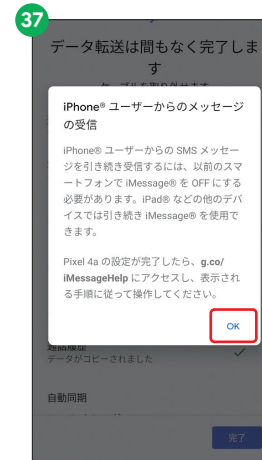 37
データ転送は間もなく完了しま
す
iPhone® ユーザーからのメッセージ
の受信
iPhone® ユーザーからの SMS メッセー
ジを引き続き受信するには、以前のスマ
ートフォンで iMessage® を OFF にする
必要があります。iPad® などの他のデバ
イスでは引き続き iMessage® を使用で
きます。
Pixel 4a の設定が完了したら、g.co/
iMessageHelp にアクセスし、表示され
る手順に従って操作してください。
OK
通話履歴
データがコピーされました
自動同期
完了